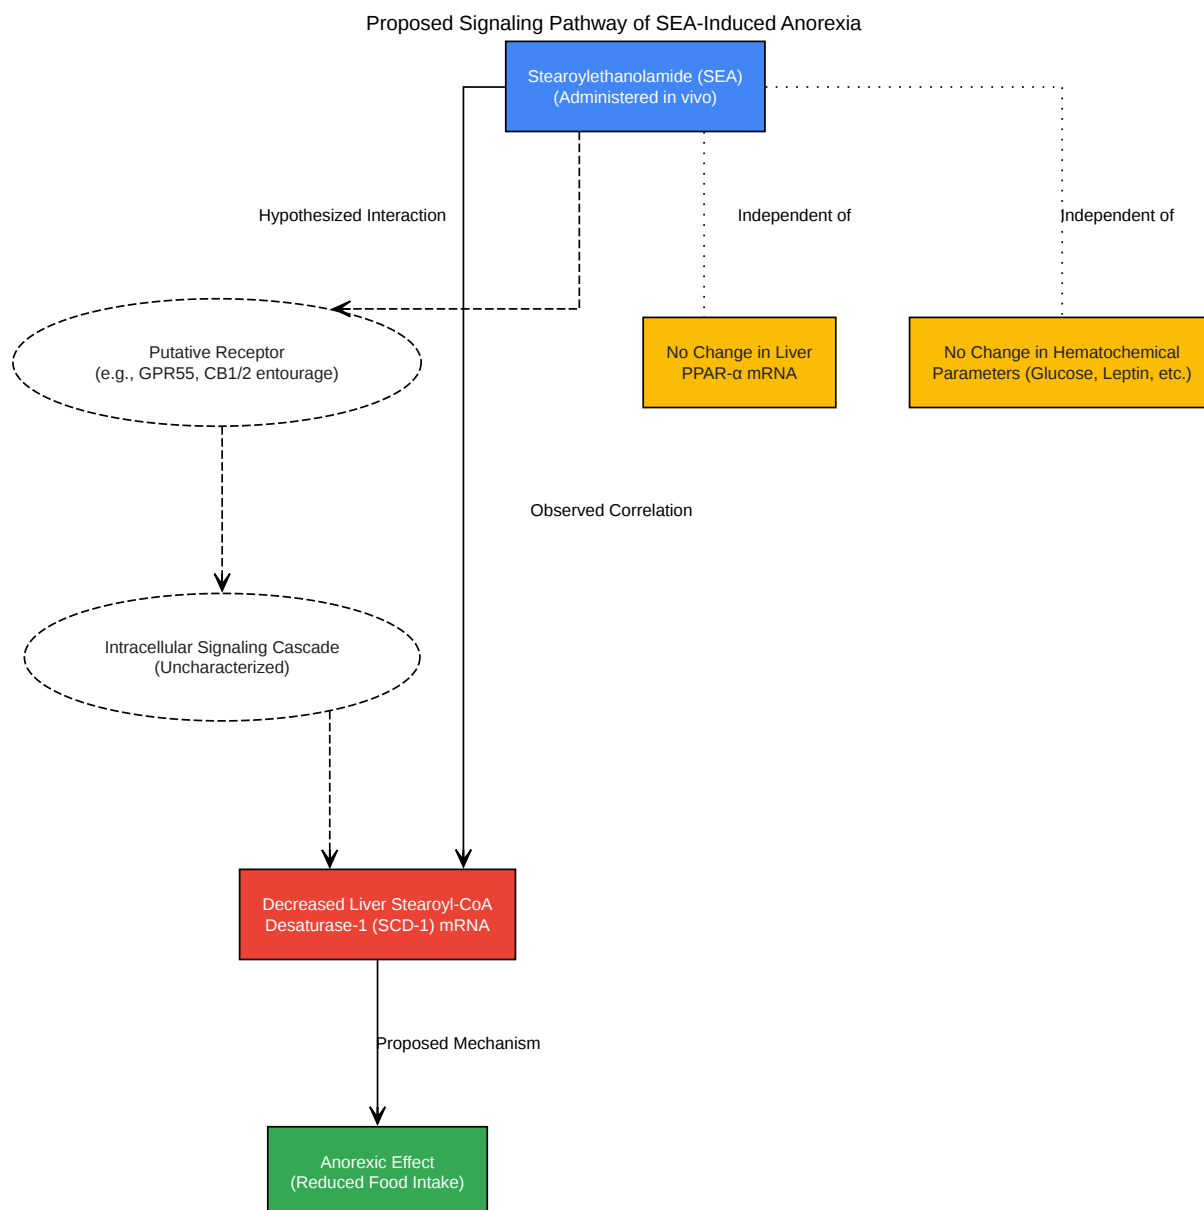 Proposed Signaling Pathway of SEA-Induced Anorexia
Stearoylethanolamide (SEA)
(Administered in vivo)
Hypothesized Interaction
Independent of
Independent of
Putative Receptor
(e.g., GPR55, CB1/2 entourage)
No Change in Liver
PPAR-α mRNA
No Change in Hematochemical
Parameters (Glucose, Leptin, etc.)
Observed Correlation
Intracellular Signaling Cascade
(Uncharacterized)
Decreased Liver Stearoyl-CoA
Desaturase-1 (SCD-1) mRNA
Proposed Mechanism
Anorexic Effect
(Reduced Food Intake)